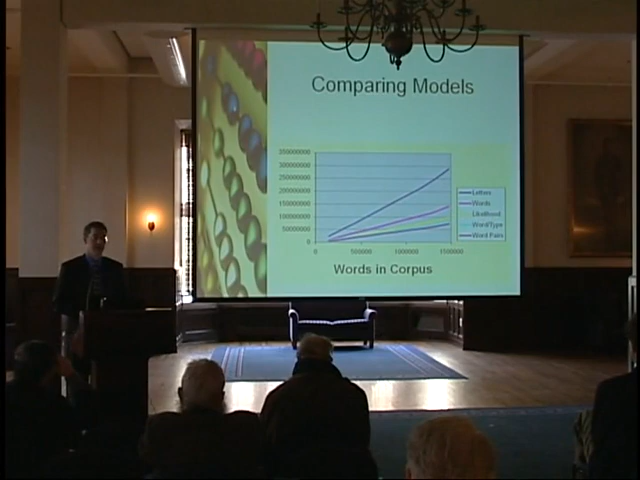 Comparing Models
350000000
300000000
250000000
200000000
150000000
100000000
50000000
0
0 500000 1000000 1500000
Words in Corpus
Letters
Words
Likelihood
WordType
Word Pairs